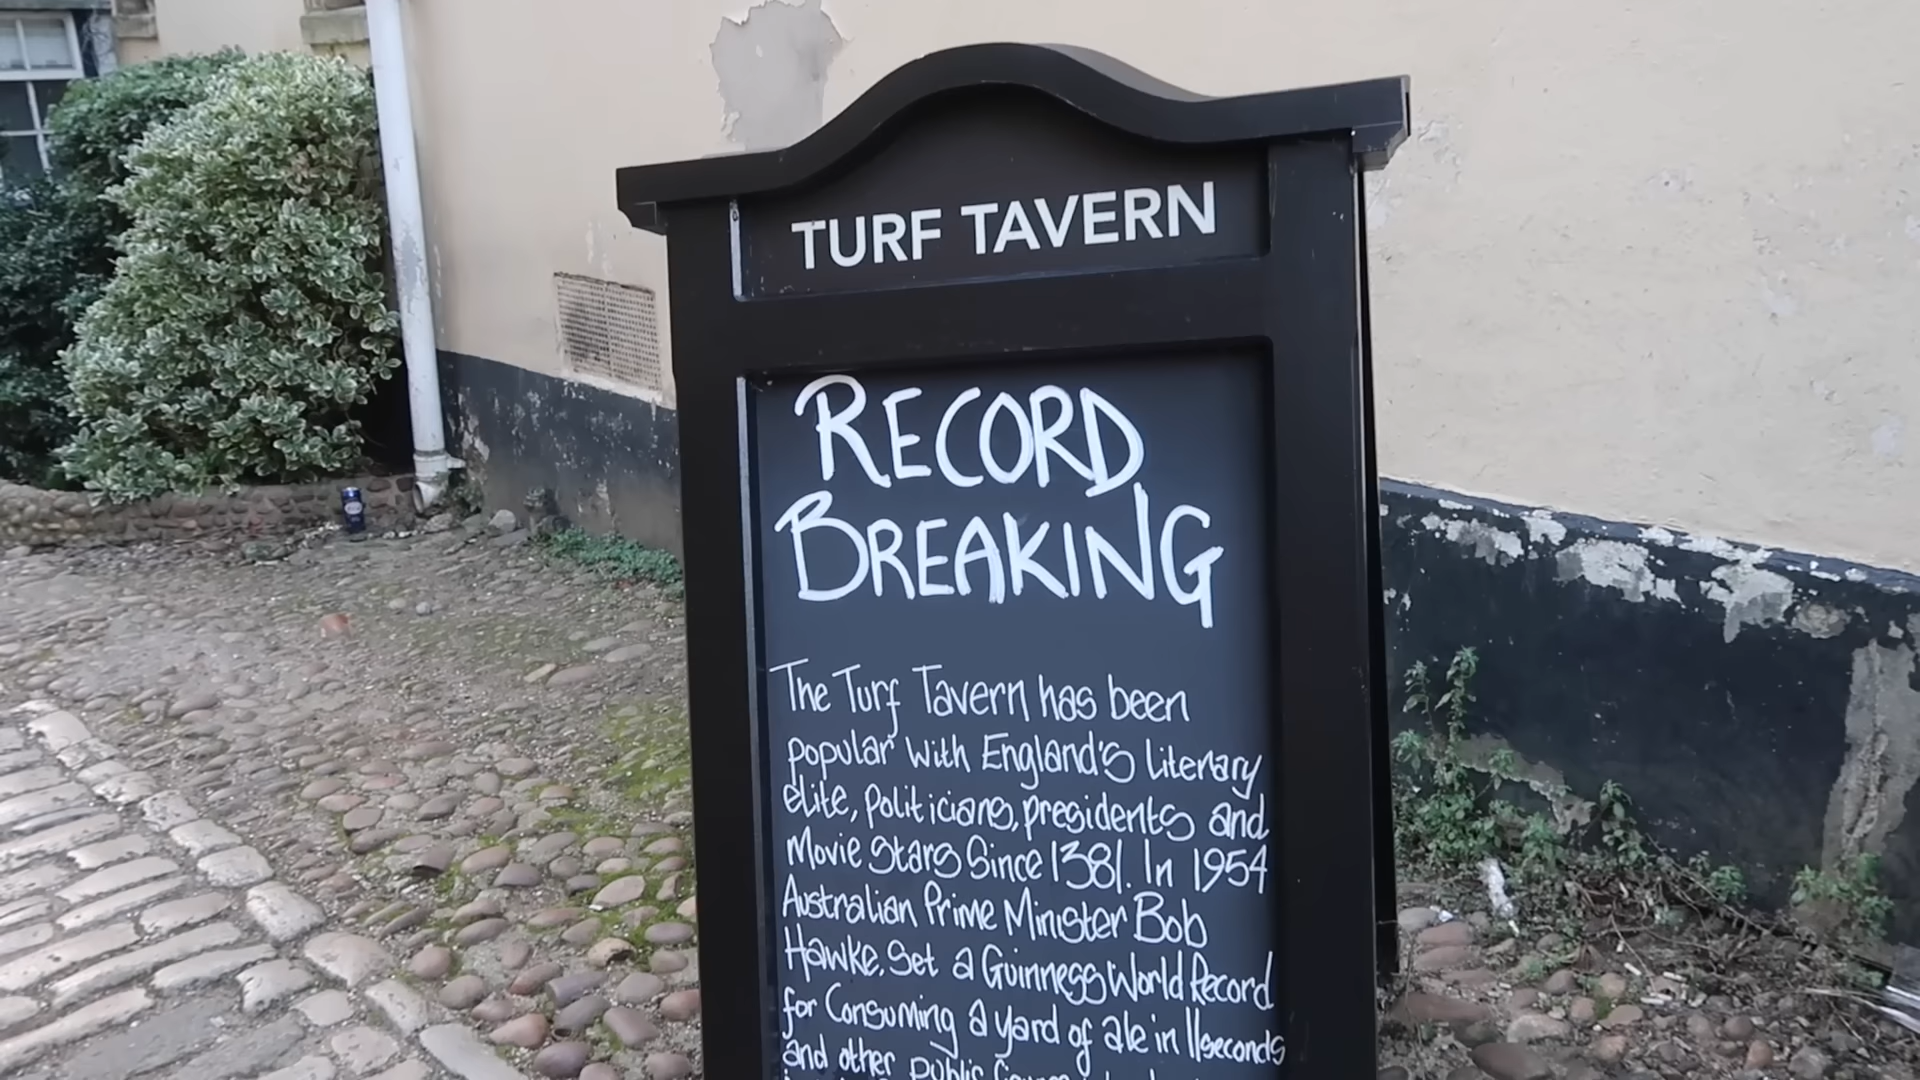 TURF TAVERN
RECORD
BREAKING
The Turf Tavern has been
popular with England's literary
elite, politicians, presidents and
Movie Stars Since 1381. In 1954
Australian Prime Minister Bob
Hawke, Set a Guinness World Record
for Consuming a yard of ale in 11seconds
and other public